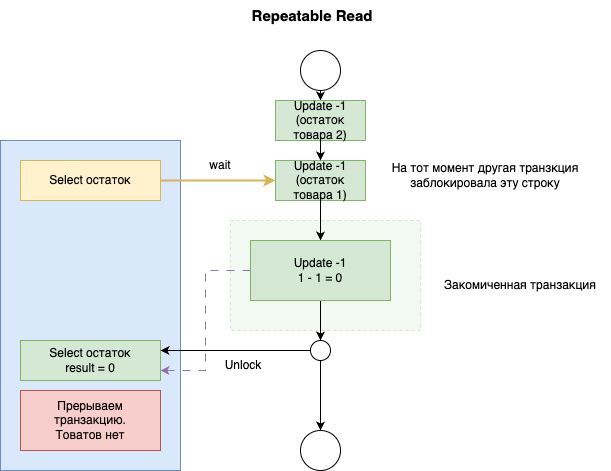 Repeatable Read
Update -1
(остаток
товара 2)
Select остаток
wait
Update -1
(остаток
товара 1)
На тот момент другая транзкция
заблокировала эту строку
Update -1
1 - 1 = 0
Закомиченная транзакция
Select остаток
result = 0
Unlock
Прерываем
транзакцию.
Товатов нет